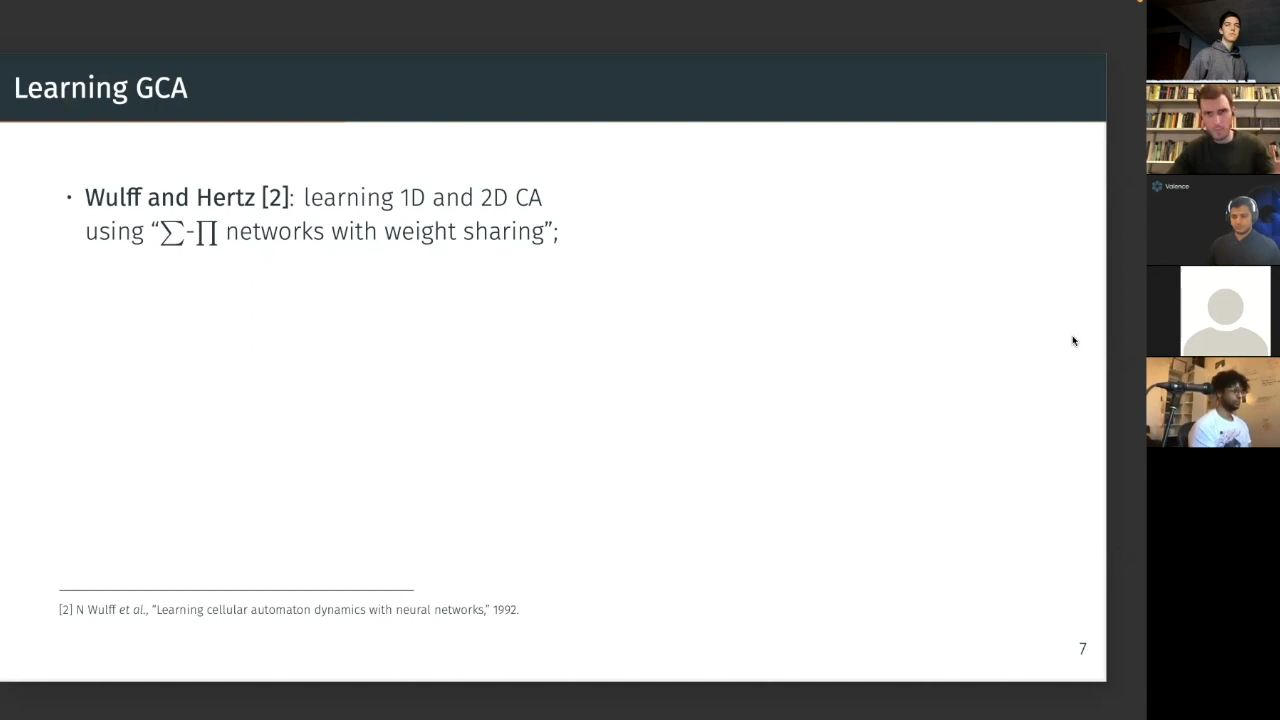 Learning GCA
• Wulff and Hertz [2]: learning 1D and 2D CA
using “∑-∏ networks with weight sharing”;
[2] N Wulff et al., “Learning cellular automaton dynamics with neural networks,” 1992.
7
Valence